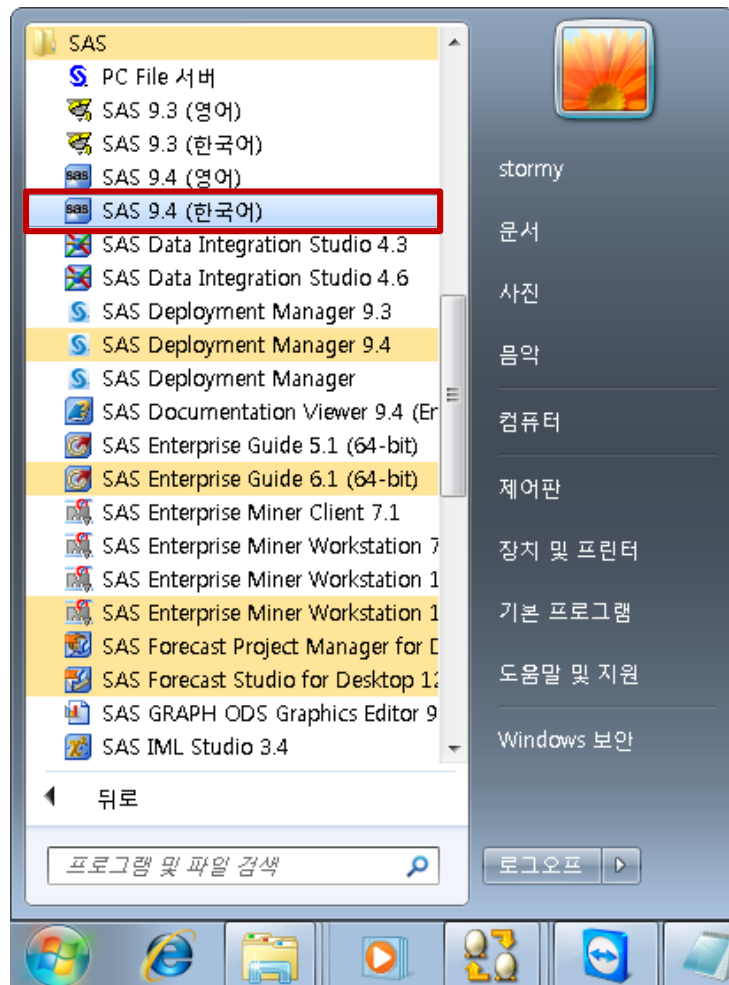 SAS
PC File 서버
SAS 9.3 (영어)
SAS 9.3 (한국어)
SAS 9.4 (영어)
SAS 9.4 (한국어)
SAS Data Integration Studio 4.3
SAS Data Integration Studio 4.6
SAS Deployment Manager 9.3
SAS Deployment Manager 9.4
SAS Deployment Manager
SAS Documentation Viewer 9.4 (Er
SAS Enterprise Guide 5.1 (64-bit)
SAS Enterprise Guide 6.1 (64-bit)
SAS Enterprise Miner Client 7.1
SAS Enterprise Miner Workstation 7
SAS Enterprise Miner Workstation 1
SAS Enterprise Miner Workstation 1
SAS Forecast Project Manager for D
SAS Forecast Studio for Desktop 12
SAS GRAPH ODS Graphics Editor 9
SAS IML Studio 3.4
뒤로
프로그램 및 파일 검색
stormy
문서
사진
음악
컴퓨터
제어판
장치 및 프린터
기본 프로그램
도움말 및 지원
Windows 보안
로그오프